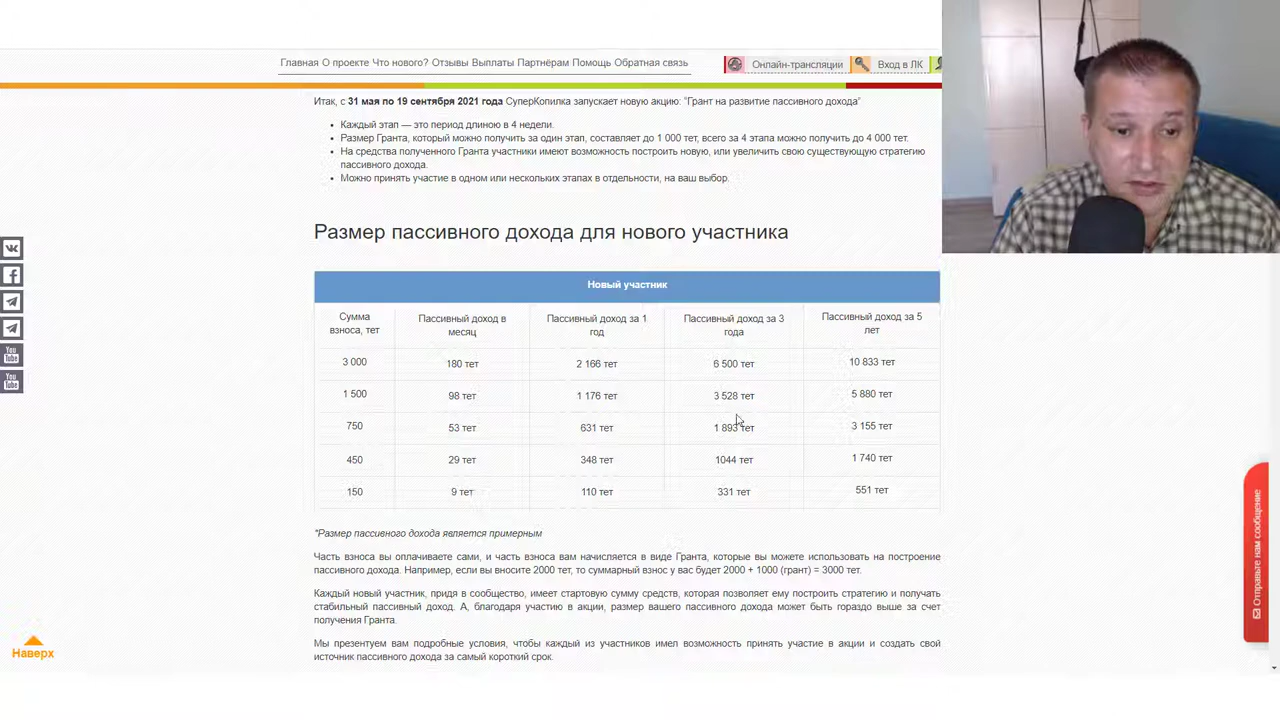 Главная О проекте Что нового? Отзывы Выплаты Партнёрам Помощь Обратная связь
Онлайн-трансляции
Вход в ЛК
Итак, с 31 мая по 19 сентября 2021 года СуперКопилка запускает новую акцию: "Грант на развитие пассивного дохода"
Каждый этап — это период длиною в 4 недели.
Размер Гранта, который можно получить за один этап, составляет до 1 000 тет, всего за 4 этапа можно получить до 4 000 тет.
На средства полученного Гранта участники имеют возможность построить новую, или увеличить свою существующую стратегию
пассивного дохода.
Можно принять участие в одном или нескольких этапах в отдельности, на ваш выбор.
Размер пассивного дохода для нового участника
Новый участник
Сумма взноса, тет Пассивный доход в месяц Пассивный доход за 1 год Пассивный доход за 3 года Пассивный доход за 5 лет
3 000 180 тет 2 166 тет 6 500 тет 10 833 тет
1 500 98 тет 1 176 тет 3 528 тет 5 880 тет
750 53 тет 631 тет 1 893 тет 3 155 тет
450 29 тет 348 тет 1044 тет 1 740 тет
150 9 тет 110 тет 331 тет 551 тет
*Размер пассивного дохода является примерным
Часть взноса вы оплачиваете сами, и часть взноса вам начисляется в виде Гранта, которые вы можете использовать на построение
пассивного дохода. Например, если вы вносите 2000 тет, то суммарный взнос у вас будет 2000 + 1000 (грант) = 3000 тет.
Каждый новый участник, придя в сообщество, имеет стартовую сумму средств, которая позволяет ему построить стратегию и получать
стабильный пассивный доход. А, благодаря участию в акции, размер вашего пассивного дохода может быть гораздо выше за счет
получения Гранта.
Мы презентуем вам подробные условия, чтобы каждый из участников имел возможность принять участие в акции и создать свой
источник пассивного дохода за самый короткий срок.
You Tube
You Tube
Наверх
Отправьте нам сообщение